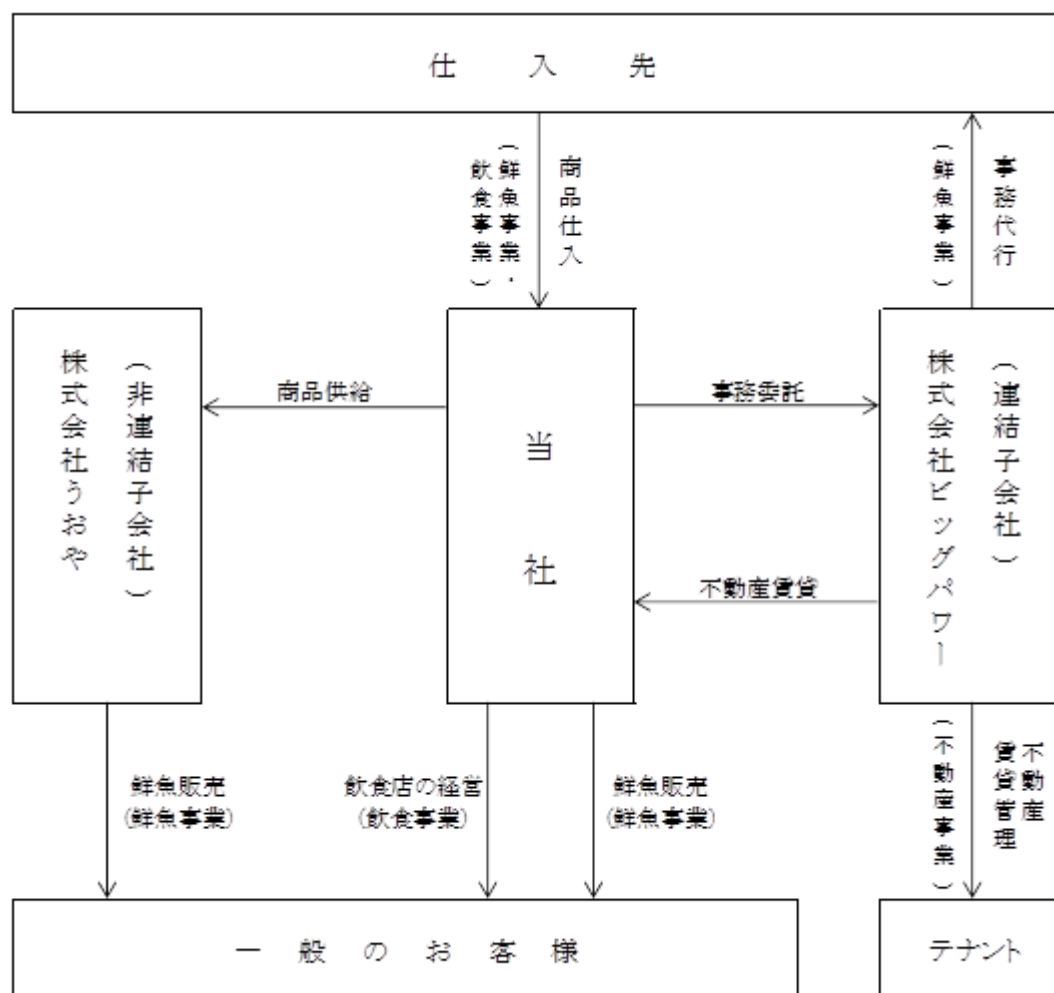 仕入先
商品仕入
(鮮魚事業・
飲食事業)
事務代行
(鮮魚事業)
(非連結子会社)
株式会社うおや
商品供給
当社
事務委託
不動産賃貸
(連結子会社)
株式会社ビッグパワー
鮮魚販売
(鮮魚事業)
飲食店の経営
(飲食事業)
鮮魚販売
(鮮魚事業)
不動産
賃貸管理
(不動産事業)
一般のお客様
テナント